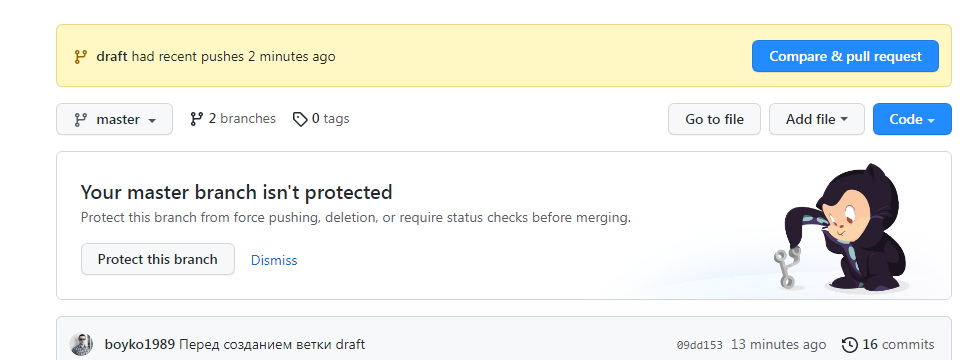 draft had recent pushes 2 minutes ago
Compare & pull request
master
2 branches
0 tags
Go to file
Add file
Code
Your master branch isn't protected
Protect this branch from force pushing, deletion, or require status checks before merging.
Protect this branch
Dismiss
boyko1989 Перед созданием ветки draft
09dd153
13 minutes ago
16 commits